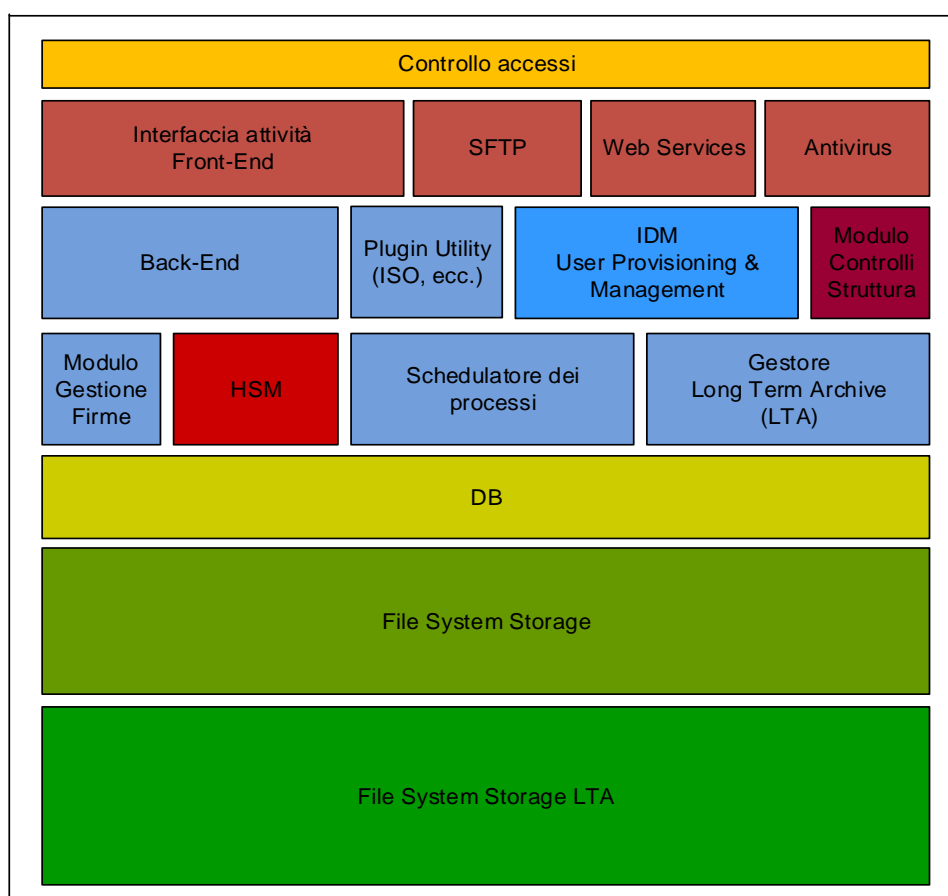 Controllo accessi
Interfaccia attività
Front-End
SFTP
Web Services
Antivirus
Back-End
Plugin Utility
(ISO, ecc.)
IDM
User Provisioning &
Management
Modulo
Controlli
Struttura
Modulo
Gestione
Firme
HSM
Schedulatore dei
processi
Gestore
Long Term Archive
(LTA)
DB
File System Storage
File System Storage LTA